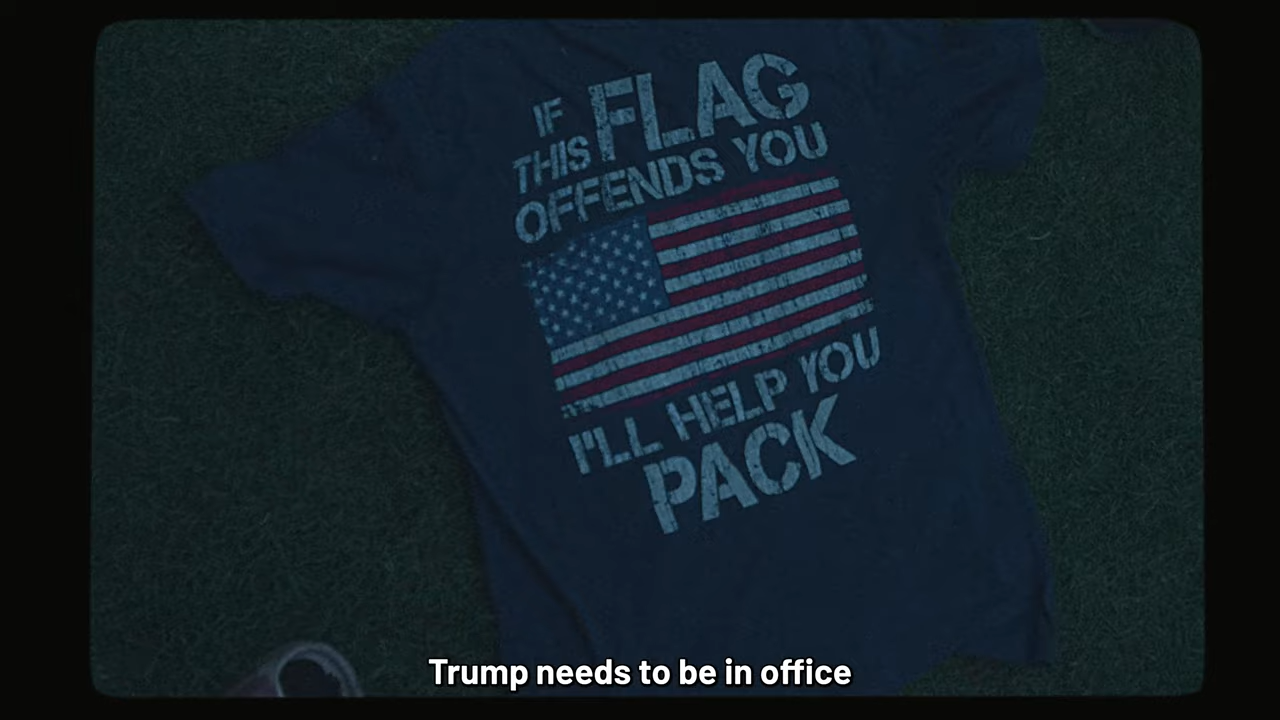 IF
THIS FLAG
OFFENDS YOU
I'LL HELP YOU
PACK
Trump needs to be in office